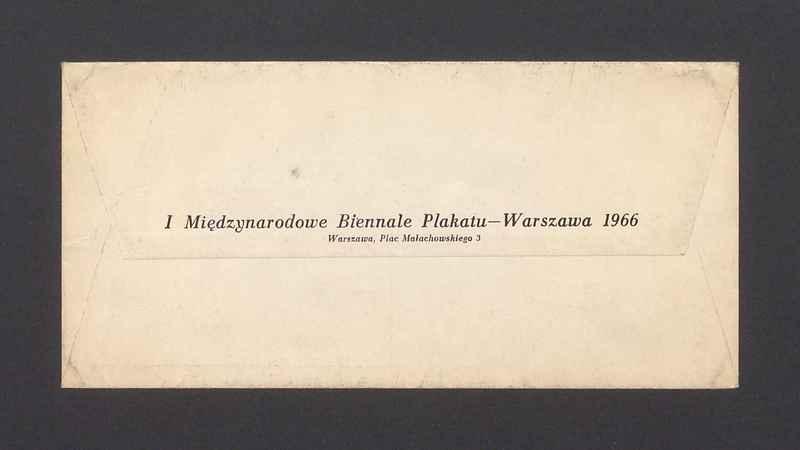 I Międzynarodowe Biennale Plakatu—Warszawa 1966
Warszawa, Plac Małachowskiego 3